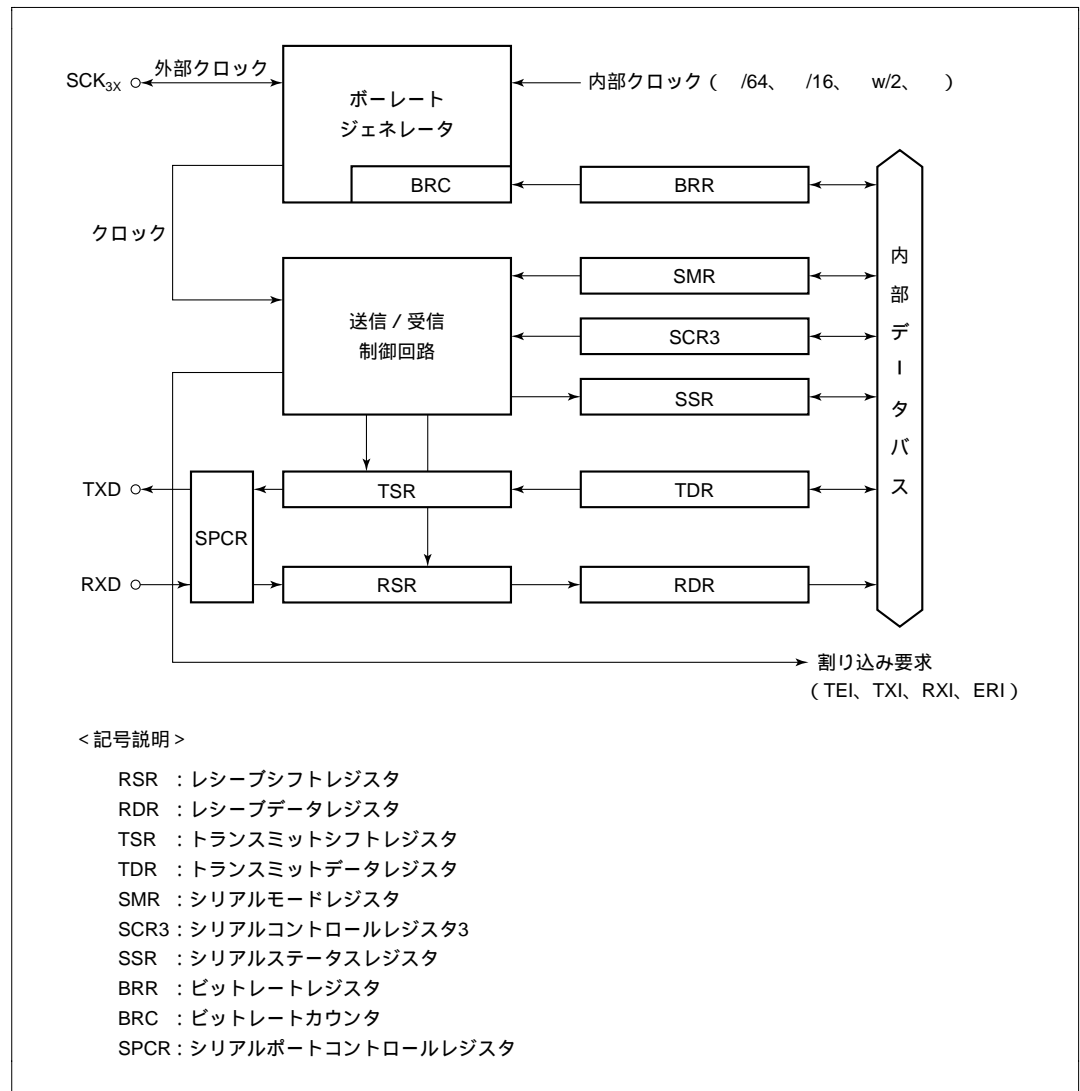 SCK3X 外部クロック
ボーレート
ジェネレータ
内部クロック（ /64、 /16、 w/2、 ）
BRC
BRR
クロック
送信 / 受信
制御回路
SMR
SCR3
SSR
内部データバス
TXD
SPCR
TSR
TDR
RXD
RSR
RDR
割り込み要求
（TEI、TXI、RXI、ERI）
<記号説明>
RSR ：レシーブシフトレジスタ
RDR ：レシーブデータレジスタ
TSR ：トランスミットシフトレジスタ
TDR ：トランスミットデータレジスタ
SMR ：シリアルモードレジスタ
SCR3：シリアルコントロールレジスタ3
SSR ：シリアルステータスレジスタ
BRR ：ビットレートレジスタ
BRC ：ビットレートカウンタ
SPCR：シリアルポートコントロールレジスタ